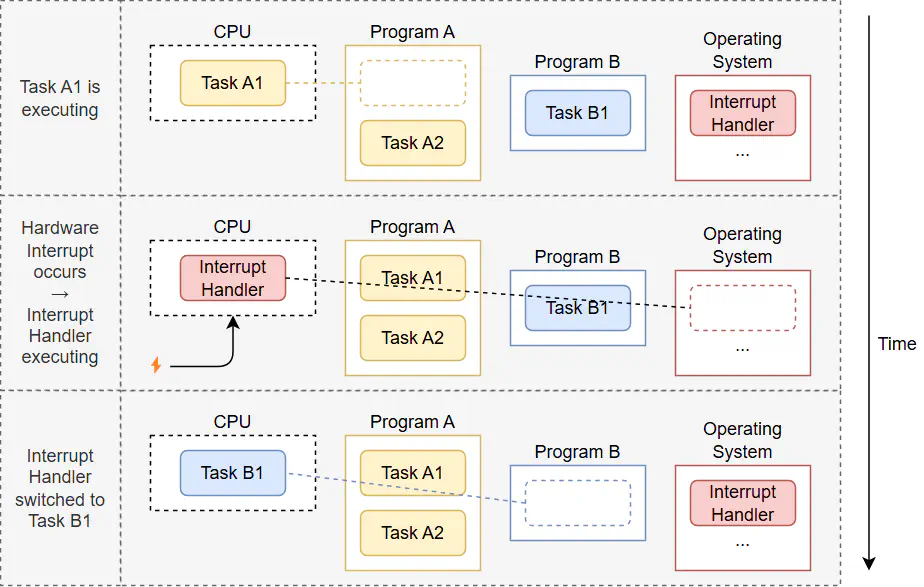 CPU
Program A
Program B
Operating
System
Task A1 is
executing
Task A1
Task A2
Task B1
Interrupt
Handler
...
Hardware
Interrupt
occurs
→
Interrupt
Handler
executing
CPU
Interrupt
Handler
Program A
Task A1
Task A2
Program B
Task B1
Operating
System
...
Time
Interrupt
Handler
switched to
Task B1
CPU
Task B1
Program A
Task A1
Task A2
Program B
Operating
System
Interrupt
Handler
...